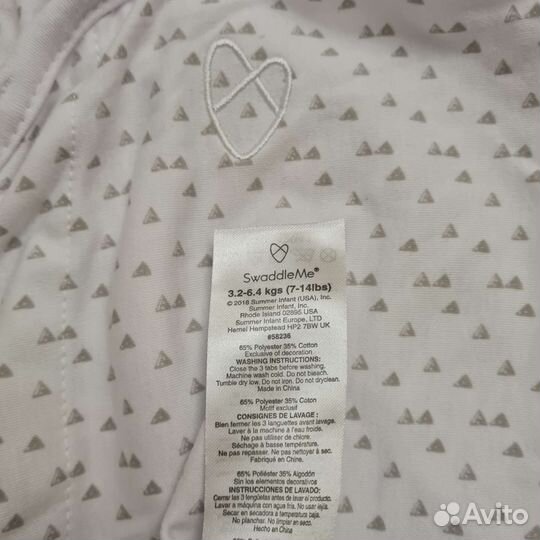 SwaddleMe®
3.2-6.4 kgs (7-14lbs)
© 2018 Summer Infant (USA), Inc.
Summer Infant, Inc.
Rhode Island 02895 USA
Summer Infant Europe, LTD
Hemel Hempstead HP2 7BW UK
#58236
65% Polyester 35% Cotton
Exclusive of decoration.
WASHING INSTRUCTIONS:
Close the 3 tabs before washing.
Machine wash cold. Do not bleach.
Tumble dry low. Do not iron. Do not dryclean.
Made in China
65% Polyester 35% Coton
Motif exclusif
CONSIGNES DE LAVAGE :
Bien fermer les 3 languettes avant lavage.
Laver à la machine à l'eau froide.
Ne pas utiliser de chlore.
Séchage à basse température.
Ne pas repasser. Ne pas nettoyer à sec.
Fabriqué en Chine.
65% Poliéster 35% Algodón
Sin los elementos decorativos
INSTRUCCIONES DE LAVADO:
Cerrar las 3 lengüetas antes de lavar el producto.
Lavar a máquina con agua fría. No usar lejía.
Secar en secadora a
No planchar. No limpiar en seco.
Hecho en China
Avito